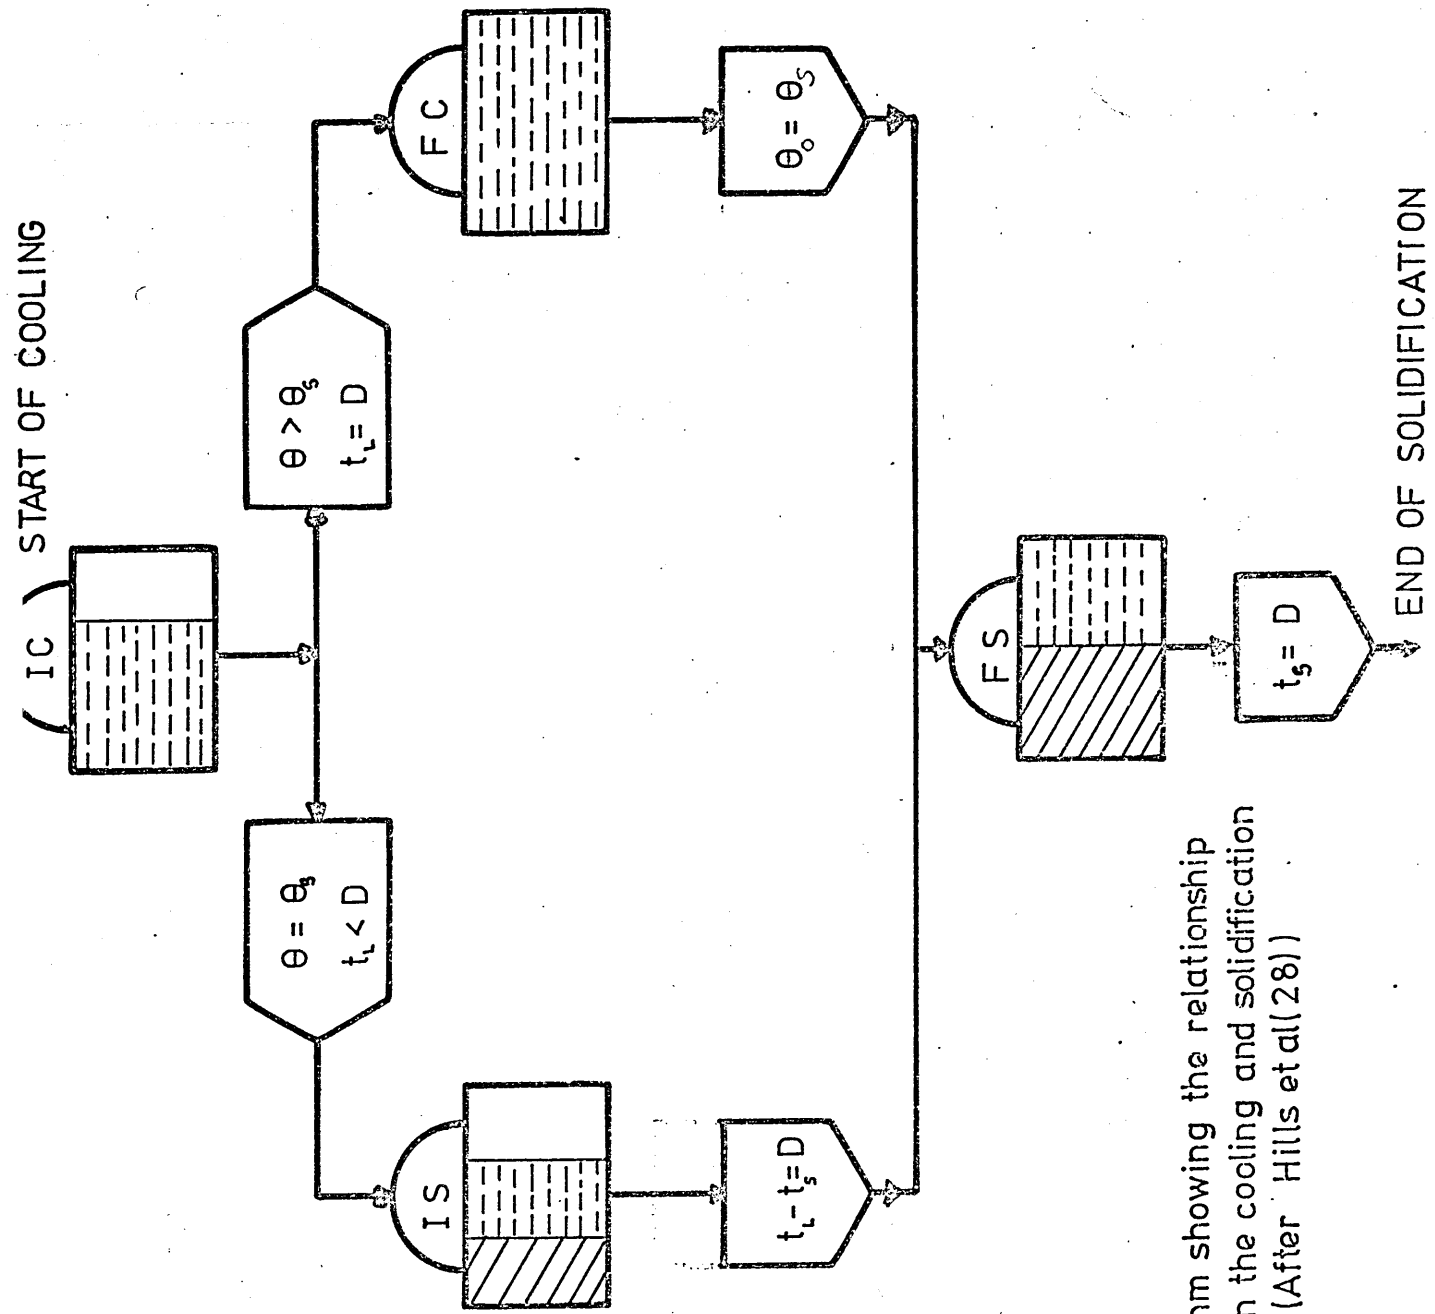 START OF COOLING
IC
θ = θs
tL < D
θ > θs
tL = D
IS
FC
tL - ts = D
θo = θs
FS
t5 = D
END OF SOLIDIFICATION
showing the relationship
the cooling and solidification
(After Hills et al(28))